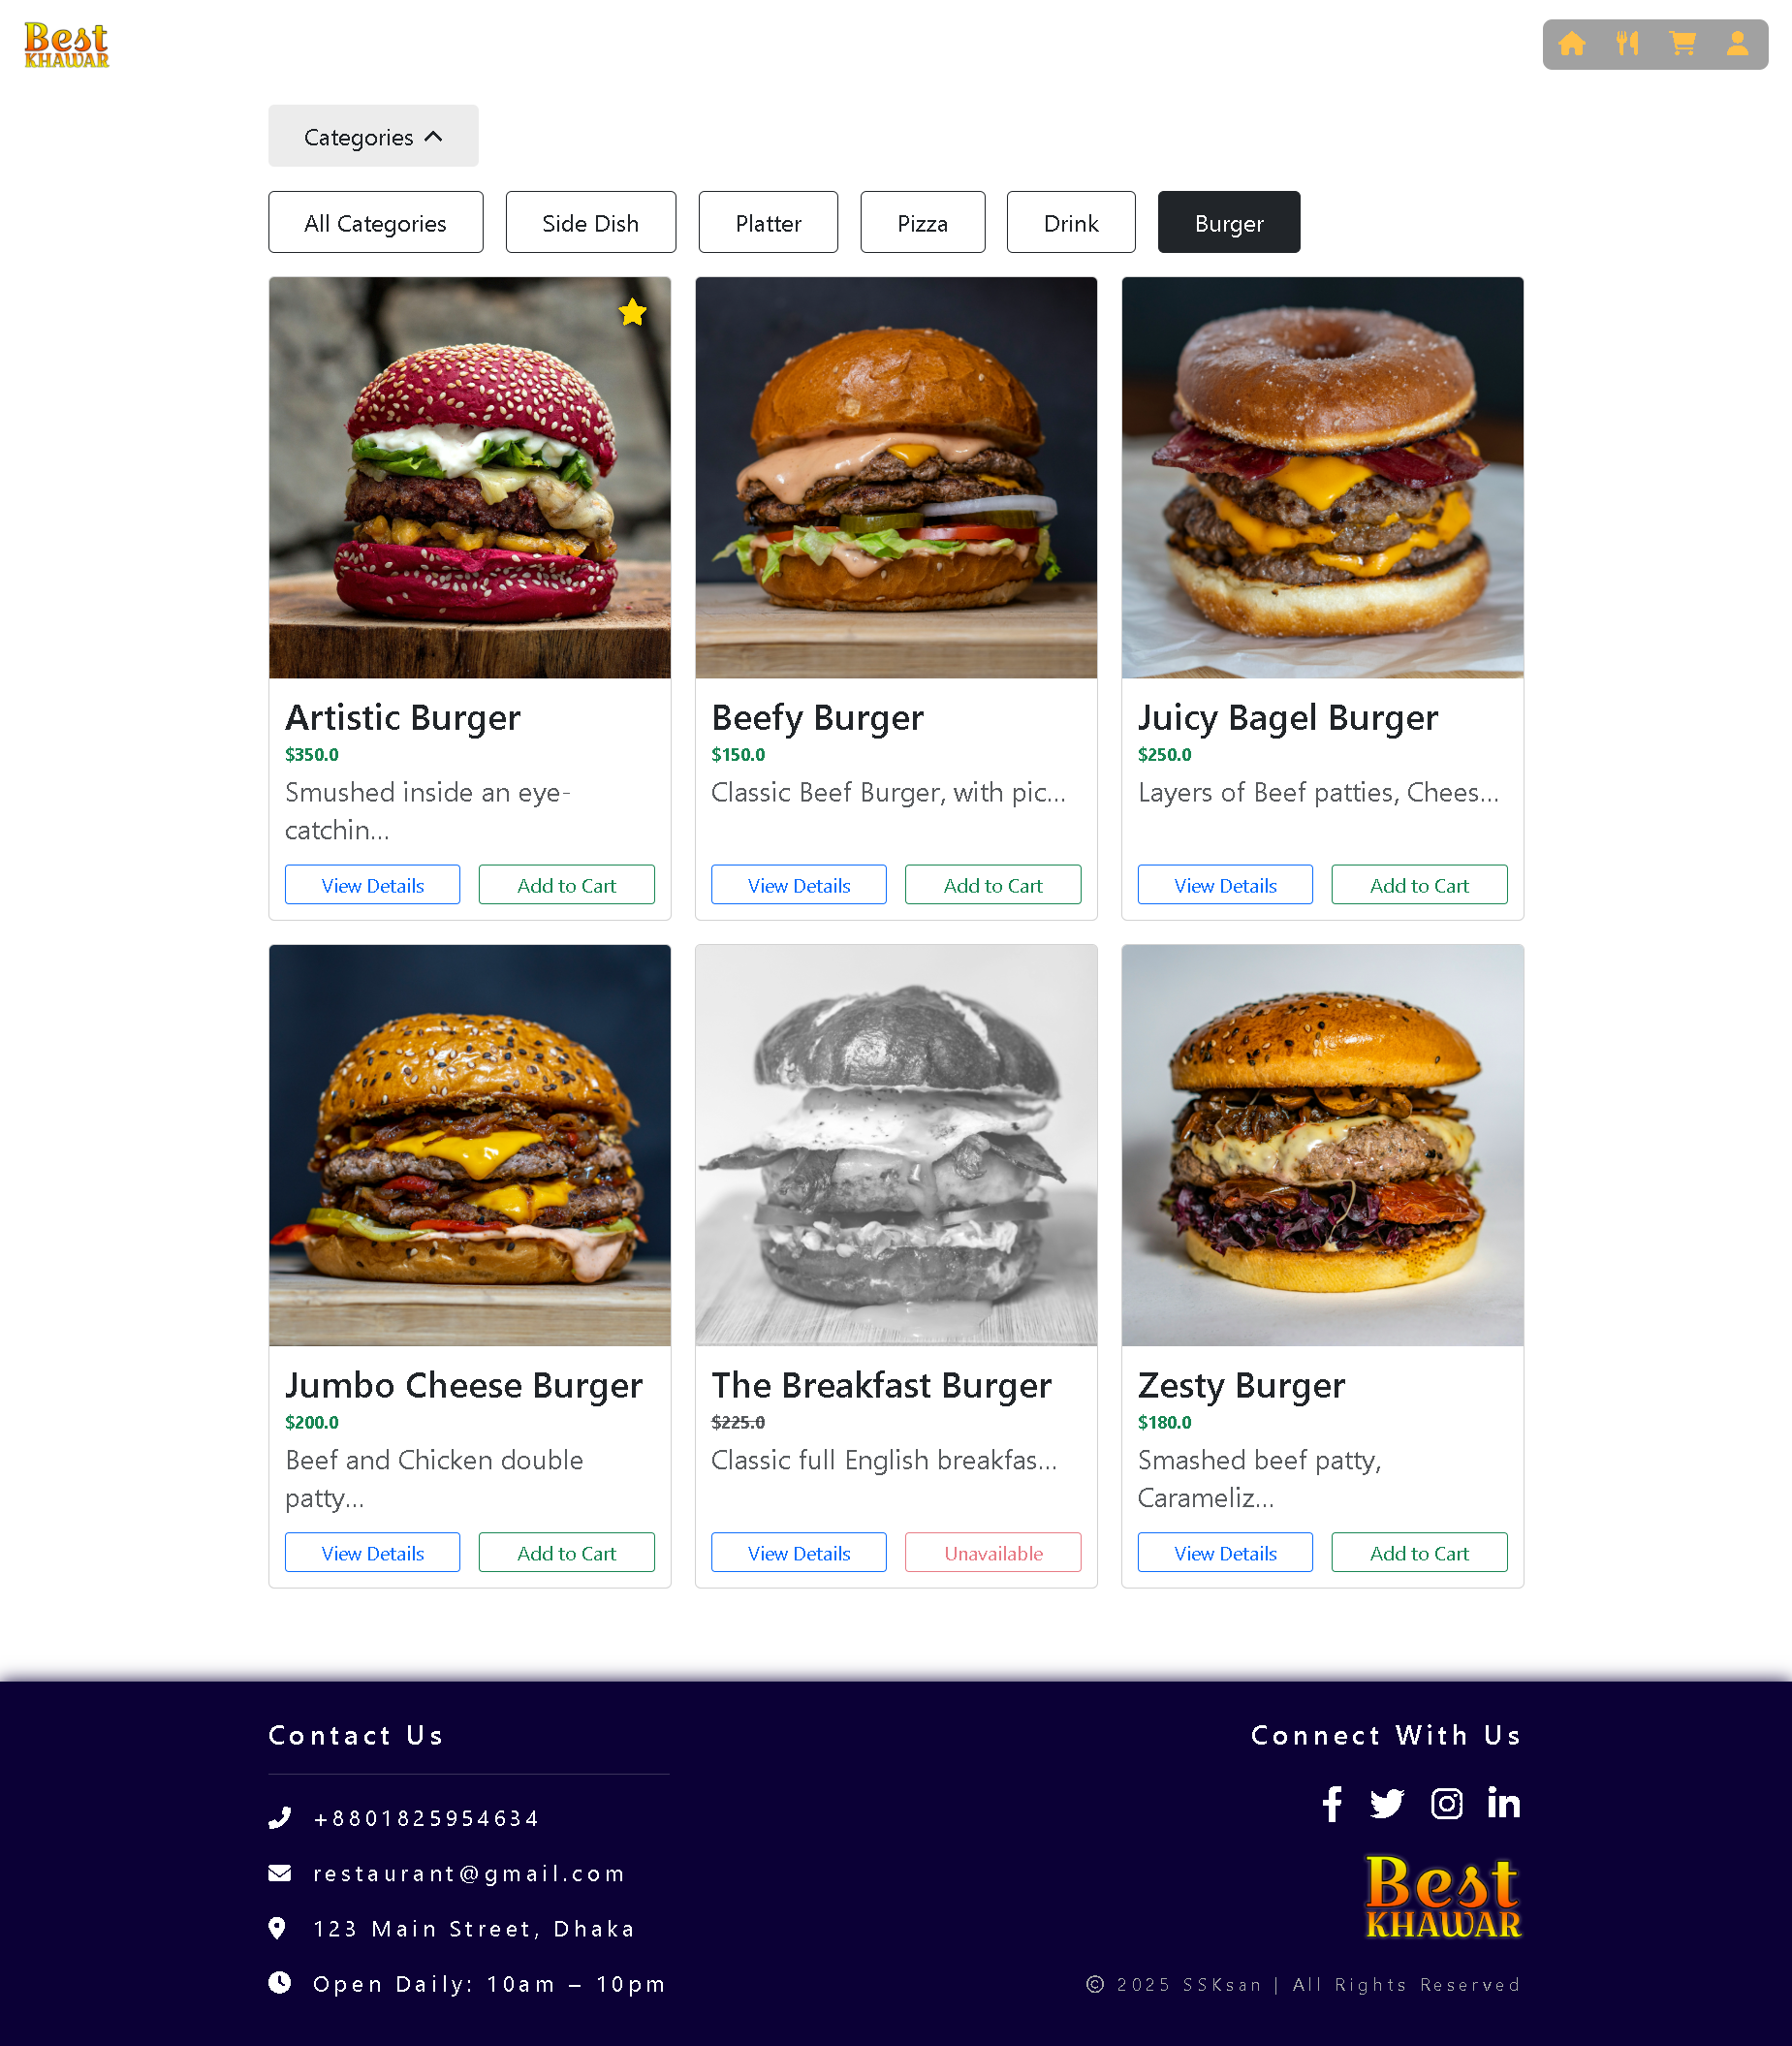 Best
KHAWAR
Categories
All Categories
Side Dish
Platter
Pizza
Drink
Burger
Artistic Burger
$350.0
Smushed inside an eye-
catchin...
View Details
Add to Cart
Beefy Burger
$150.0
Classic Beef Burger, with pic...
View Details
Add to Cart
Juicy Bagel Burger
$250.0
Layers of Beef patties, Chees...
View Details
Add to Cart
Jumbo Cheese Burger
$200.0
Beef and Chicken double
patty...
View Details
Add to Cart
The Breakfast Burger
$225.0
Classic full English breakfas...
View Details
Unavailable
Zesty Burger
$180.0
Smashed beef patty,
Carameliz...
View Details
Add to Cart
Contact Us
+8801825954634
restaurant@gmail.com
123 Main Street, Dhaka
Open Daily: 10am – 10pm
Connect With Us
Best
KHAWAR
© 2025 SSKsan | All Rights Reserved